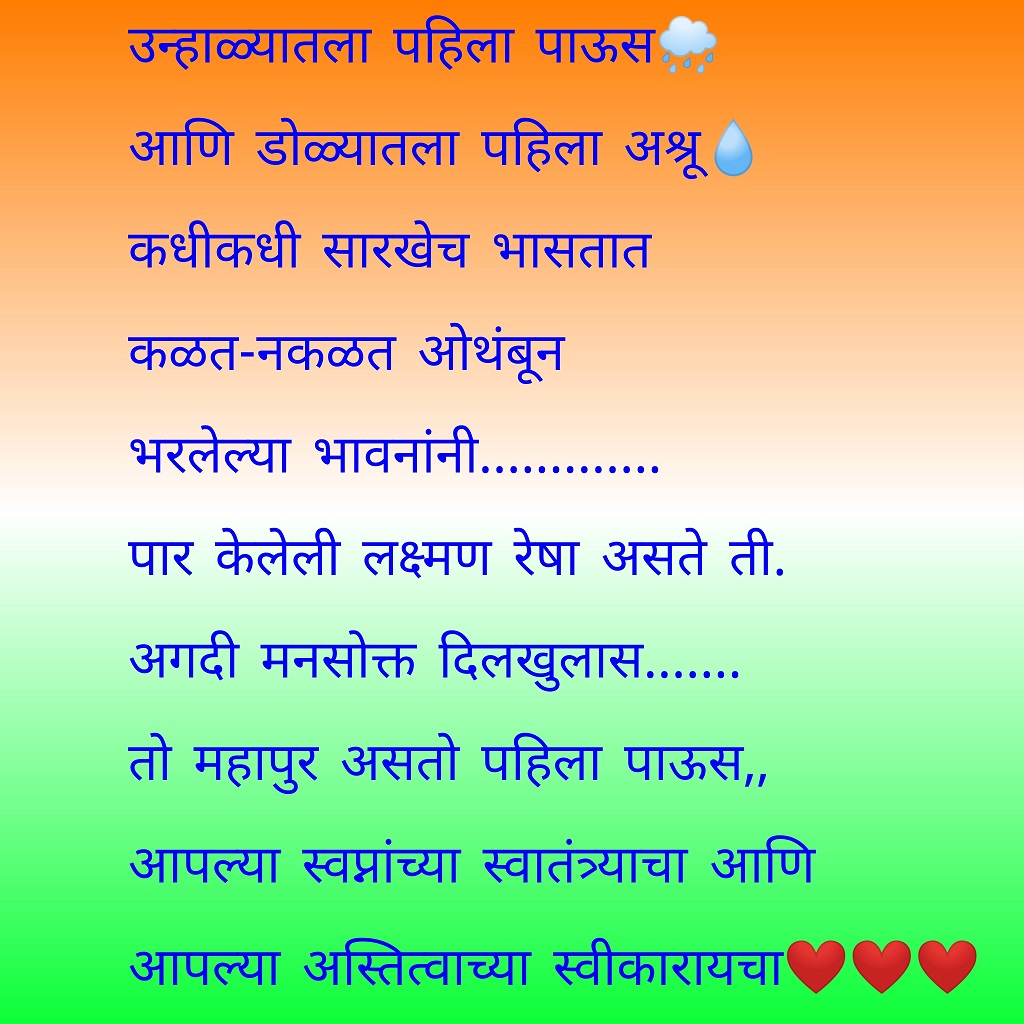 उन्हाळ्यातला पहिला पाऊस🌧️
आणि डोळ्यातला पहिला अश्रू💧
कधीकधी सारखेच भासतात
कळत-नकळत ओथंबून
भरलेल्या भावनांनी.............
पार केलेली लक्ष्मण रेषा असते ती.
अगदी मनसोक्त दिलखुलास.......
तो महापुर असतो पहिला पाऊस,,
आपल्या स्वप्नांच्या स्वातंत्र्याचा आणि
आपल्या अस्तित्वाच्या स्वीकारायचा❤️❤️❤️